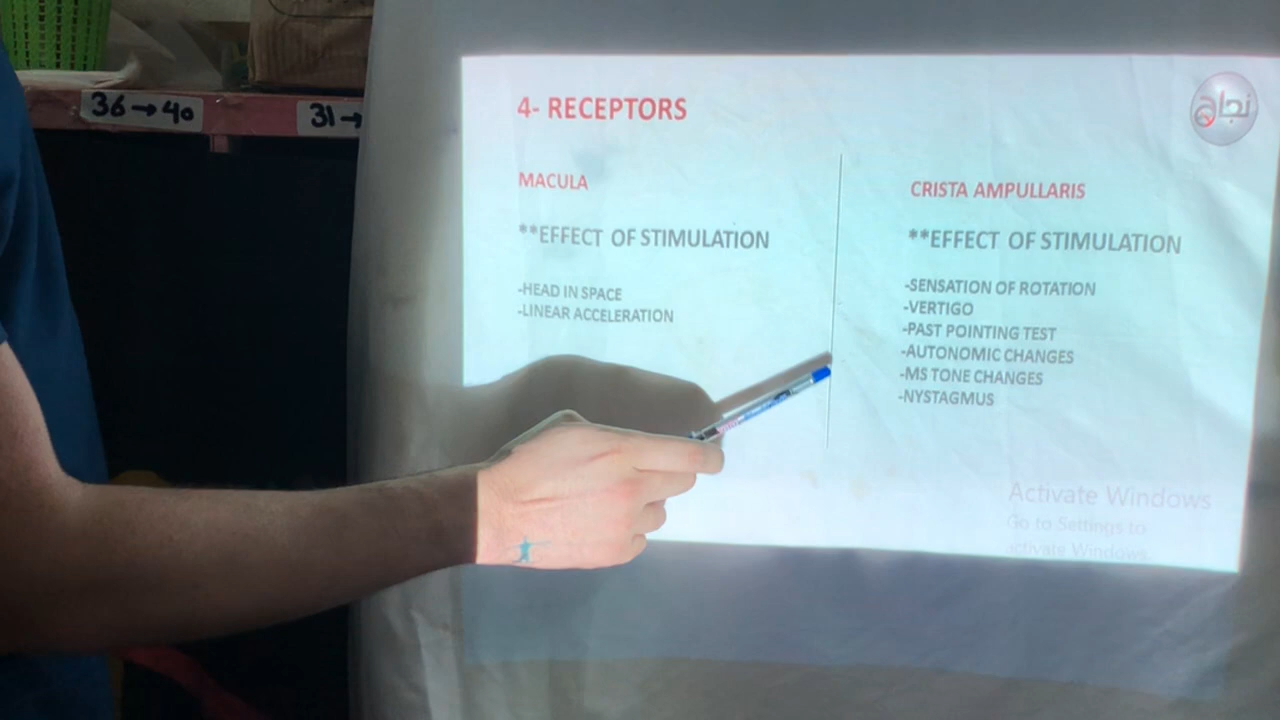 36→40
31→
4- RECEPTORS
نجاح
MACULA
**EFFECT OF STIMULATION
-HEAD IN SPACE
-LINEAR ACCELERATION
CRISTA AMPULLARIS
**EFFECT OF STIMULATION
-SENSATION OF ROTATION
-VERTIGO
-PAST POINTING TEST
-AUTONOMIC CHANGES
-MS TONE CHANGES
-NYSTAGMUS
Activate Windows
Go to Settings to
activate Windows.